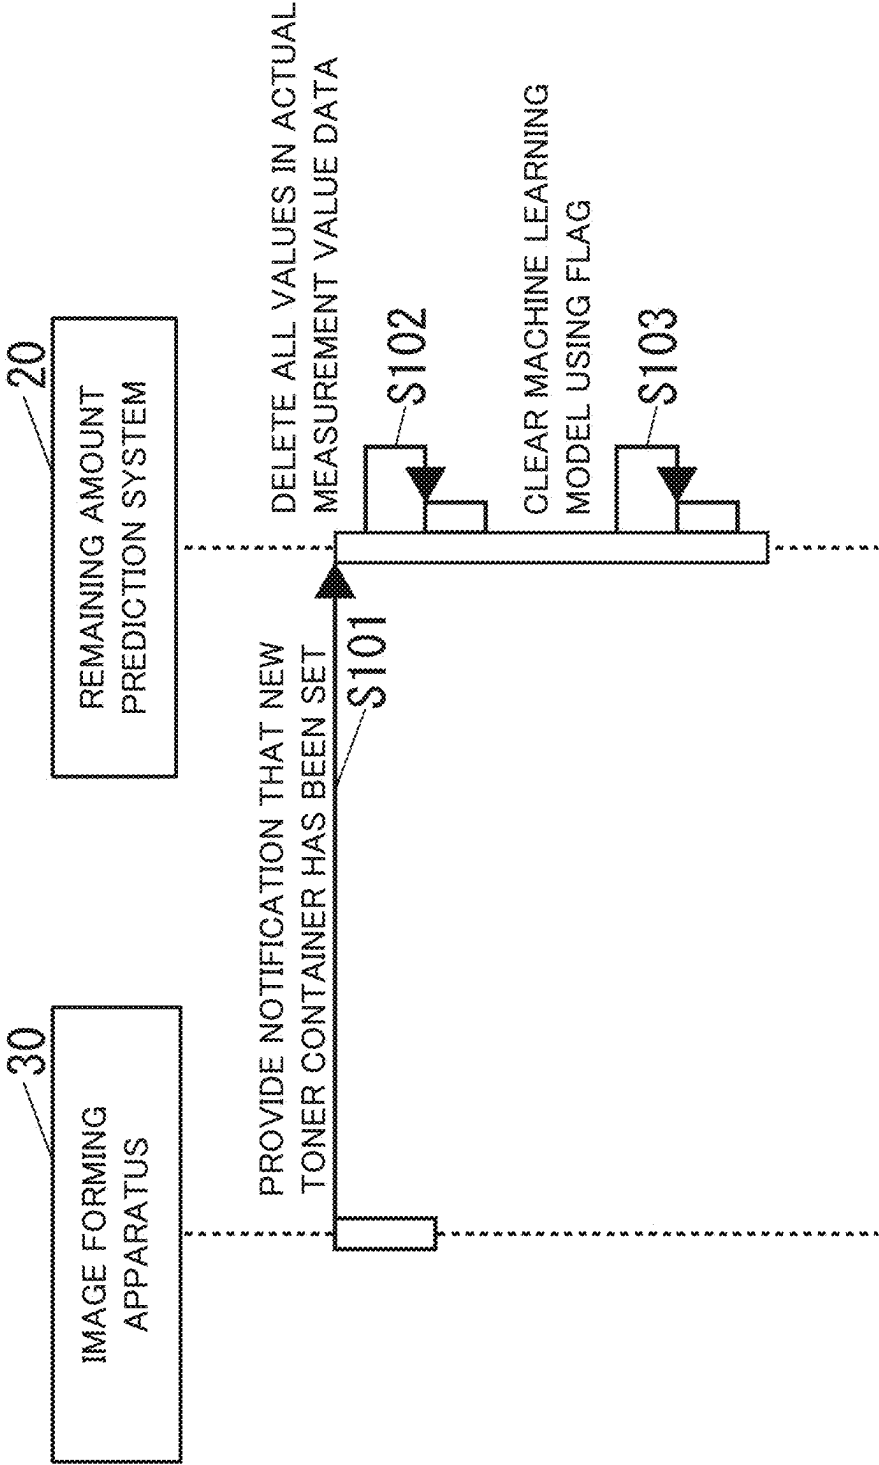 30
IMAGE FORMING
APPARATUS
20
REMAINING AMOUNT
PREDICTION SYSTEM
PROVIDE NOTIFICATION THAT NEW
TONER CONTAINER HAS BEEN SET
S101
DELETE ALL VALUES IN ACTUAL
MEASUREMENT VALUE DATA
S102
CLEAR MACHINE LEARNING
MODEL USING FLAG
S103